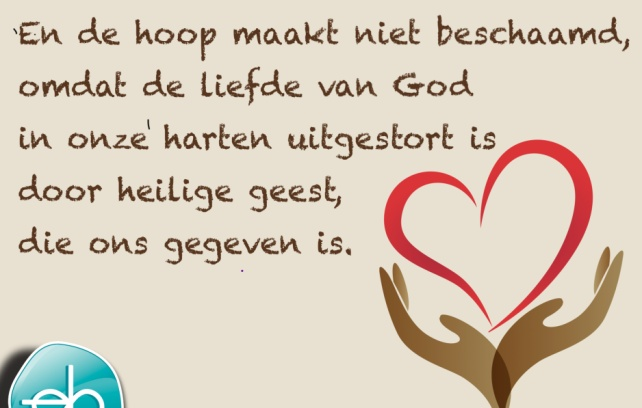 En de hoop maakt niet beschaamd,
omdat de liefde van God
in onze harten uitgestort is
door heilige geest,
die ons gegeven is.
eb